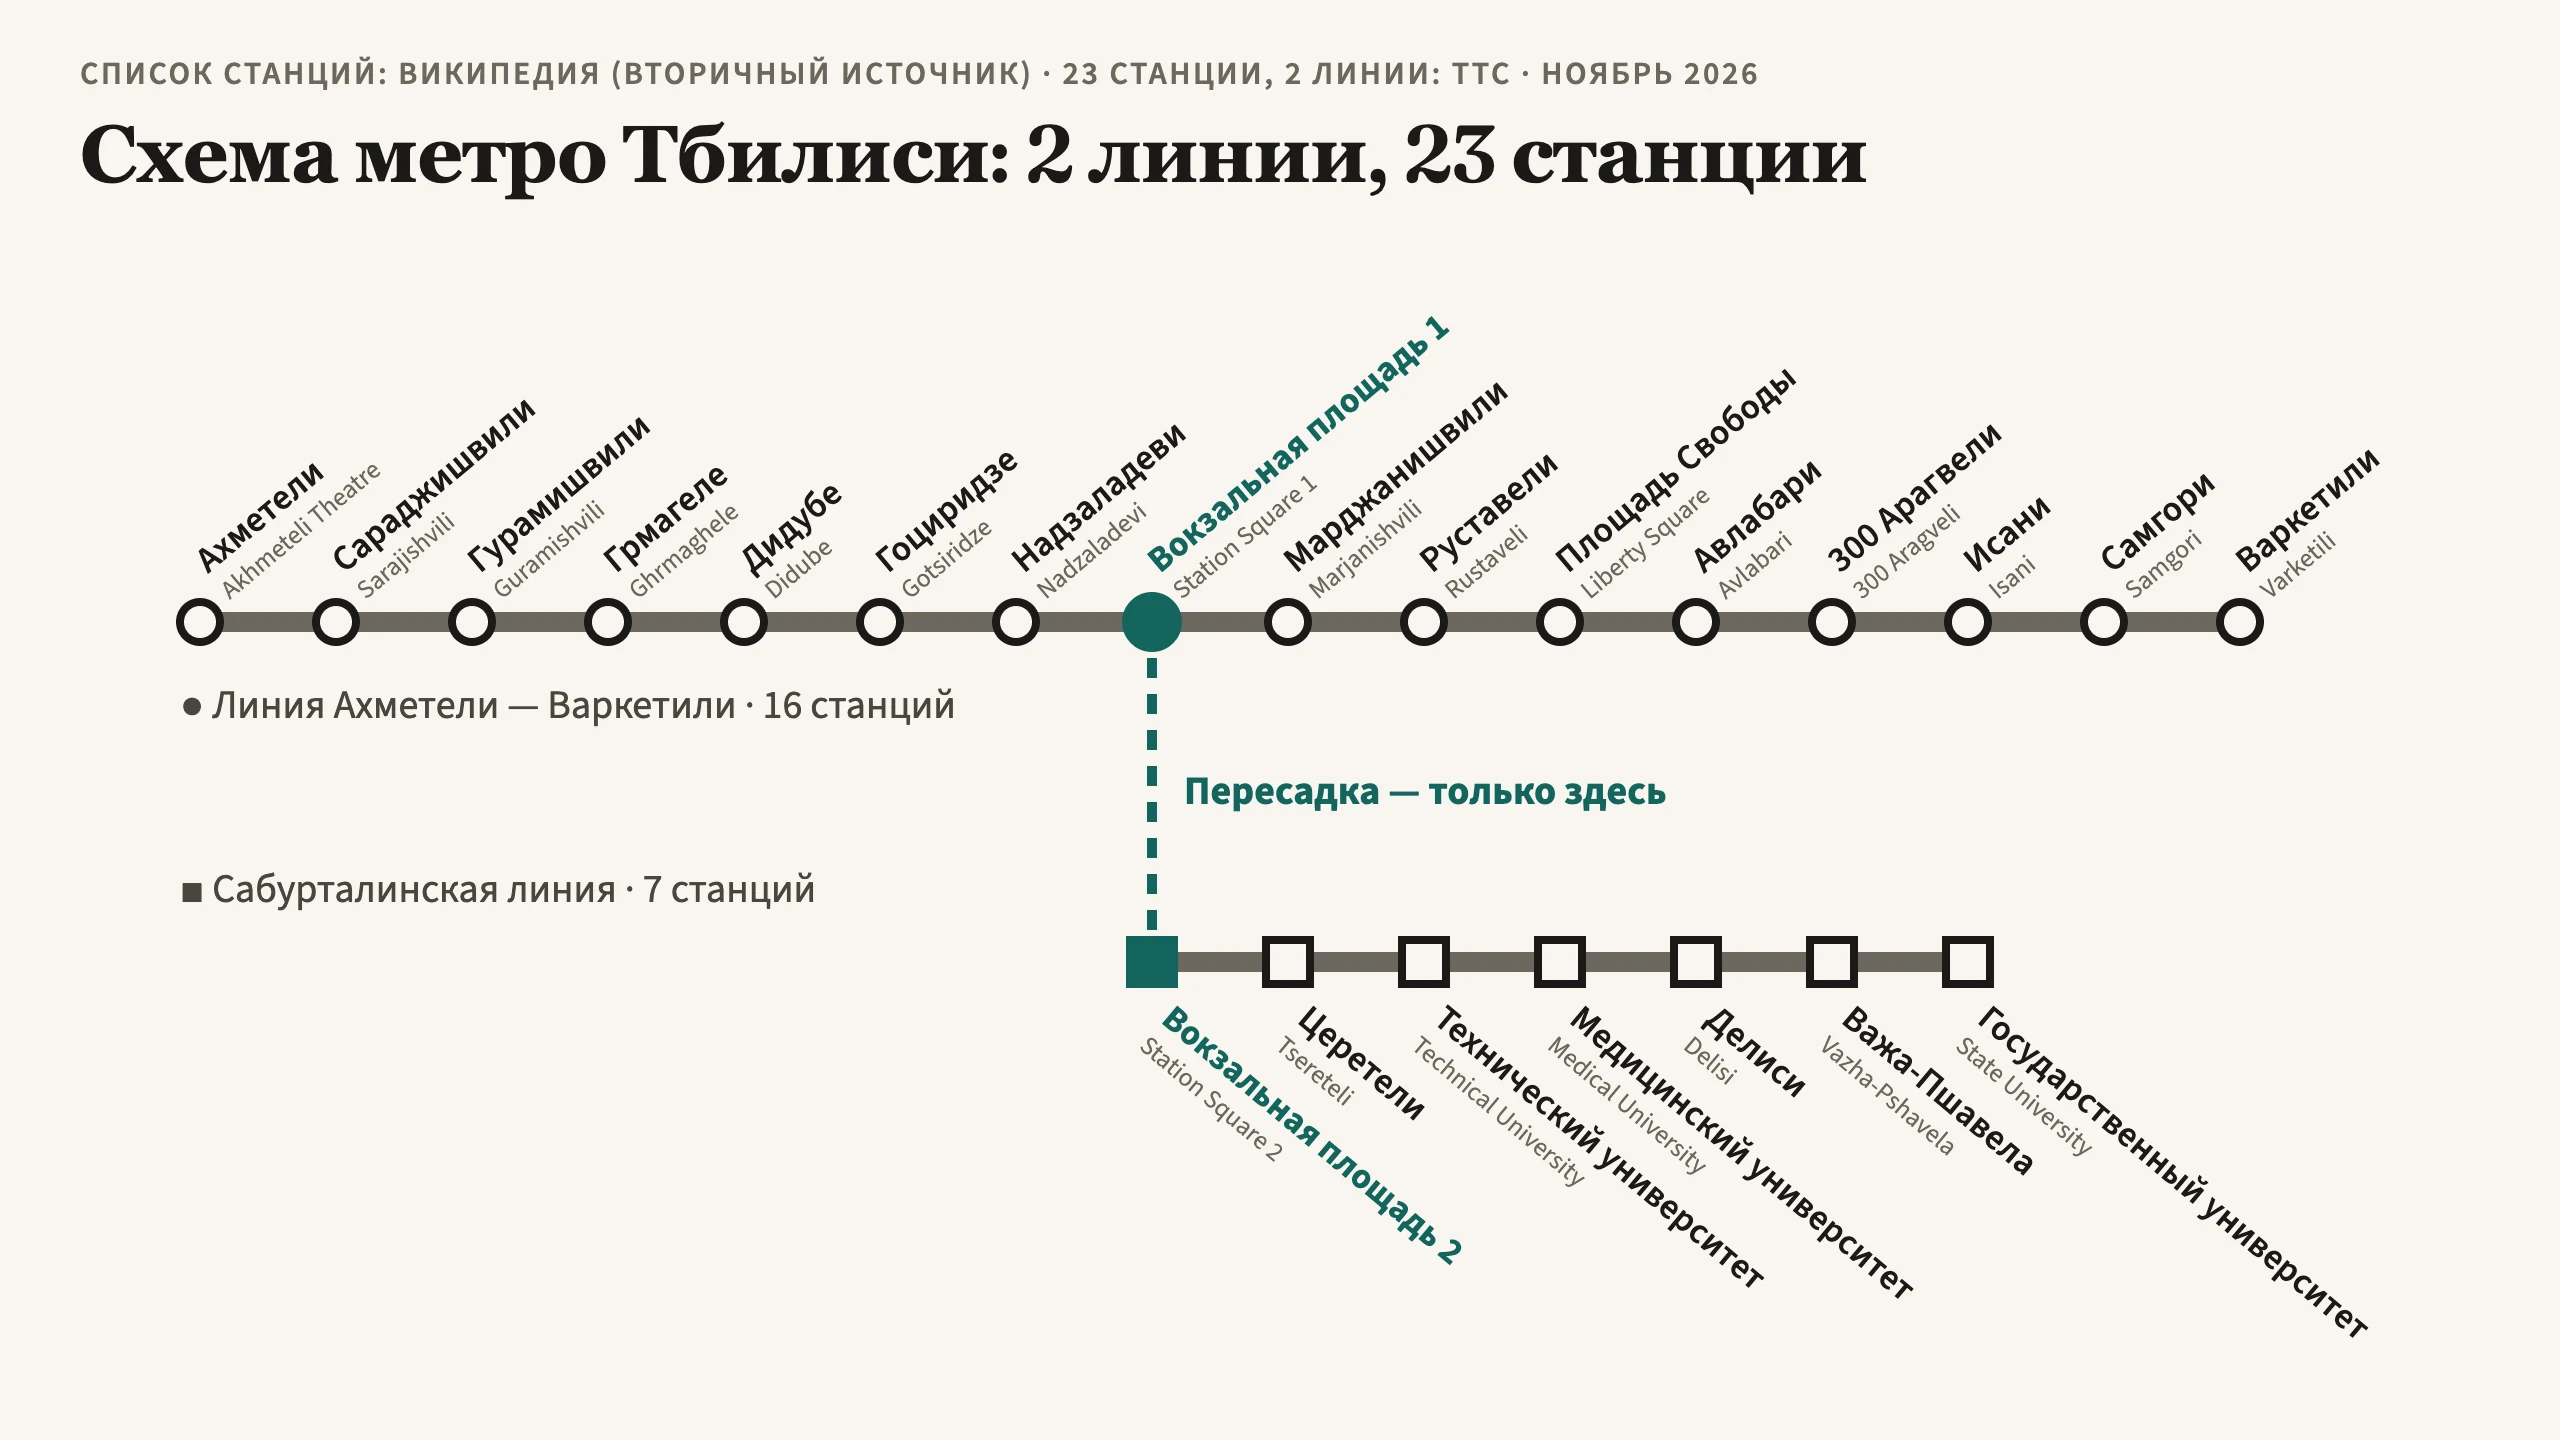 СПИСОК СТАНЦИЙ: ВИКИПЕДИЯ (ВТОРИЧНЫЙ ИСТОЧНИК) · 23 СТАНЦИИ, 2 ЛИНИИ: TTC · НОЯБРЬ 2026
Схема метро Тбилиси: 2 линии, 23 станции
Ахметели
Akhmeteli Theatre
Сараджишвили
Sarajishvili
Гурамишвили
Guramishvili
Грмагеле
Ghrmaghele
Дидубе
Didube
Гоциридзе
Gotsiridze
Надзаладеви
Nadzaladevi
Вокзальная площадь 1
Station Square 1
Марджанишвили
Marjanishvili
Руставели
Rustaveli
Площадь Свободы
Liberty Square
Авлабари
Avlabari
300 Арагвели
300 Aragveli
Исани
Isani
Самгори
Samgori
Варкетили
Varketili
● Линия Ахметели — Варкетили · 16 станций
Пересадка — только здесь
■ Сабурталинская линия · 7 станций
Вокзальная площадь 2
Station Square 2
Церетели
Tsereteli
Технический университет
Technical University
Медицинский университет
Medical University
Делиси
Delisi
Важа-Пшавела
Vazha-Pshavela
Государственный университет
State University